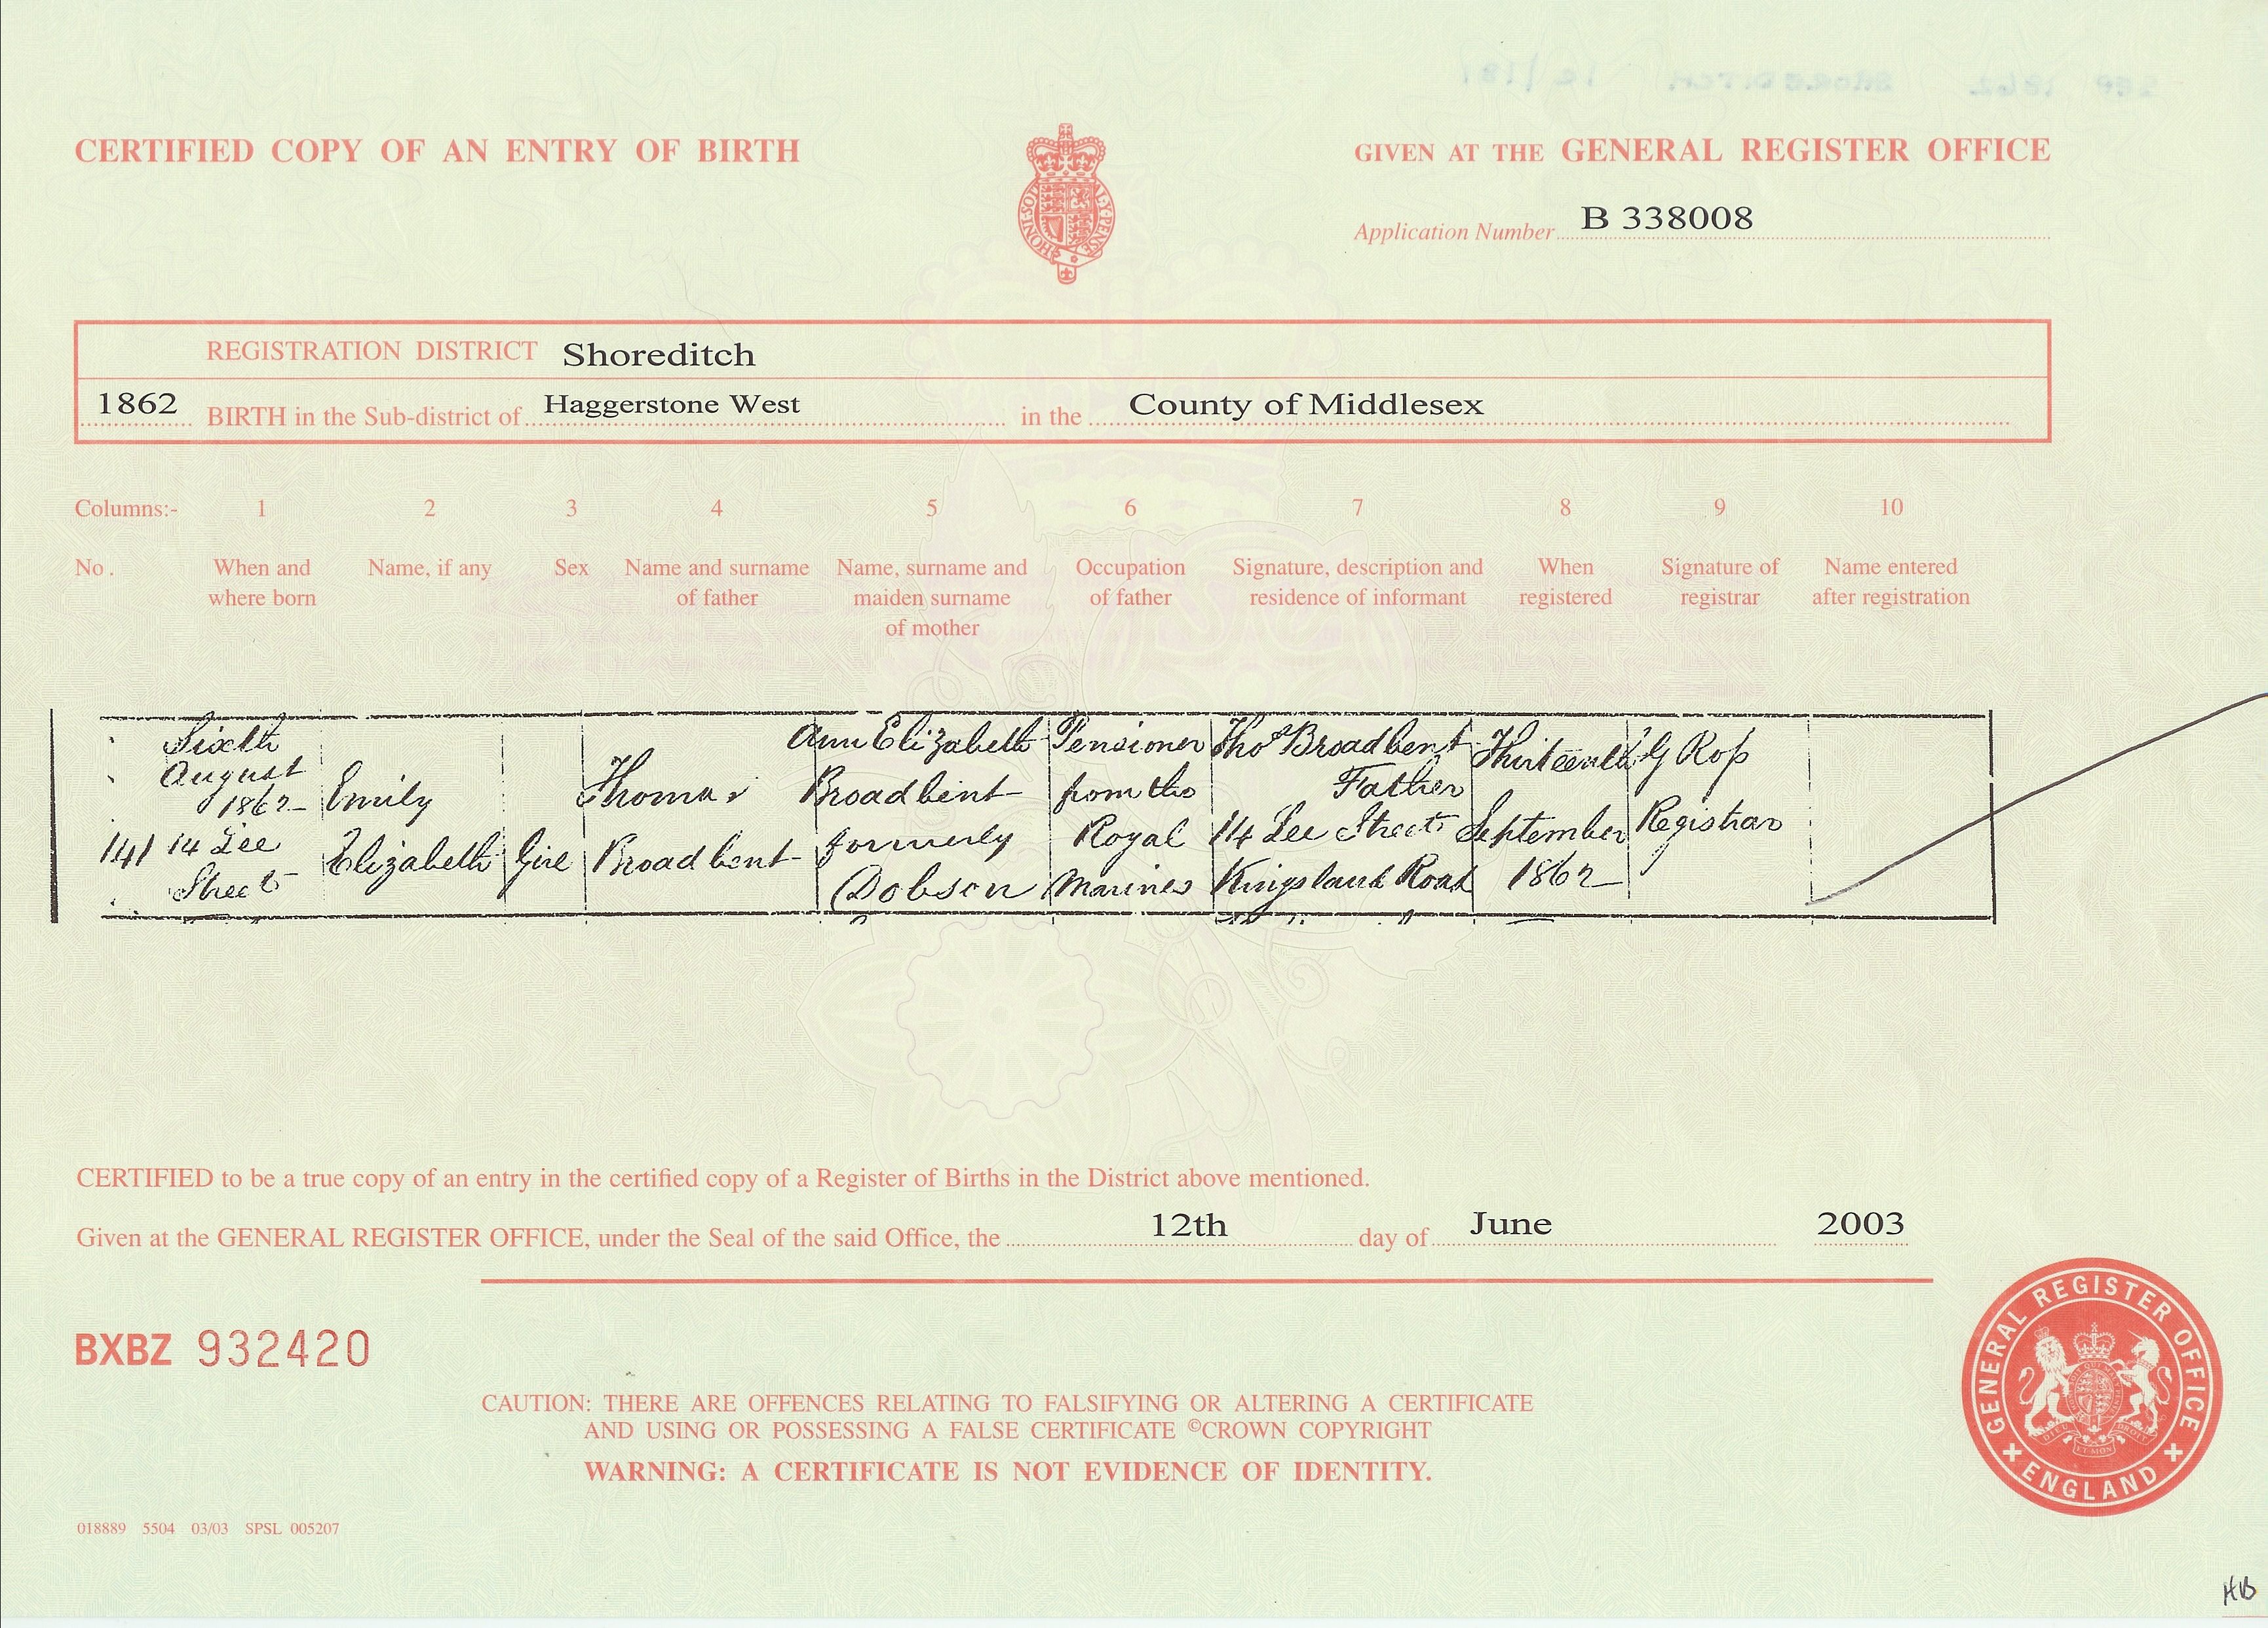 CERTIFIED COPY OF AN ENTRY OF BIRTH
GIVEN AT THE GENERAL REGISTER OFFICE
Application Number B 338008
REGISTRATION DISTRICT Shoreditch
1862 BIRTH in the Sub-district of Haggerstone West in the County of Middlesex
Columns:- 1 2 3 4 5 6 7 8 9 10
No. When and where born
Name, if any
Sex
Name and surname of father
Name, surname and maiden surname of mother
Occupation of father
Signature, description and residence of informant
When registered
Signature of registrar
Name entered after registration
141
Sixth
August
1862
14 Lee
Street
Emily
Elizabeth
Girl
Thomas
Broadbent
Ann Elizabeth
Broadbent
formerly
Dobson
Pensioner
from the
Royal
Marines
Thos Broadbent
Father
14 Lee Street
Kingsland Road
Thirteenth
September
1862
G Ross
Registrar
CERTIFIED to be a true copy of an entry in the certified copy of a Register of Births in the District above mentioned.
Given at the GENERAL REGISTER OFFICE, under the Seal of the said Office, the 12th day of June 2003
BXBZ 932420
CAUTION: THERE ARE OFFENCES RELATING TO FALSIFYING OR ALTERING A CERTIFICATE
AND USING OR POSSESSING A FALSE CERTIFICATE ©CROWN COPYRIGHT
WARNING: A CERTIFICATE IS NOT EVIDENCE OF IDENTITY.
GENERAL REGISTER OFFICE
ENGLAND
018889 5504 03/03 SPSL 005207
HB